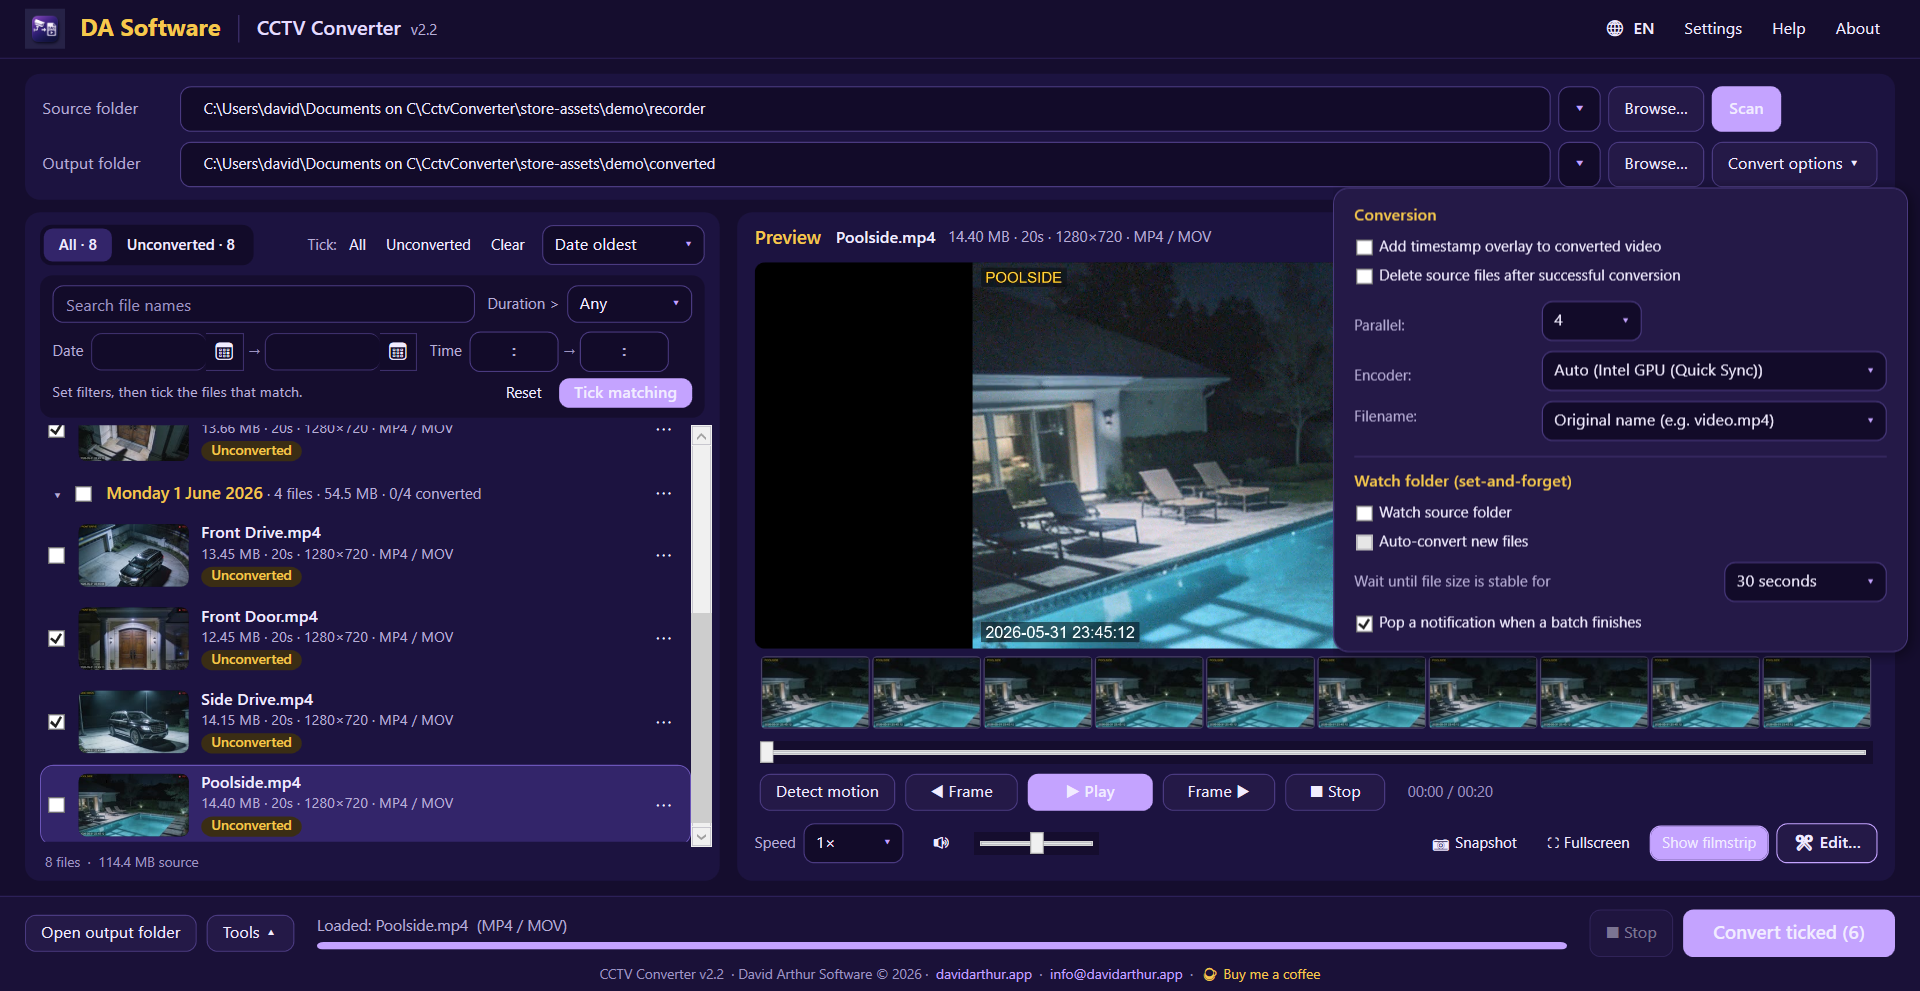 DA Software
CCTV Converter v2.2
EN
Settings
Help
About
Source folder
C:\Users\david\Documents on C\CctvConverter\store-assets\demo\recorder
Browse...
Scan
Output folder
C:\Users\david\Documents on C\CctvConverter\store-assets\demo\converted
Browse...
Convert options
All · 8
Unconverted · 8
Tick:
All
Unconverted
Clear
Date oldest
Search file names
Duration >
Any
Date
→
Time
:
→
:
Set filters, then tick the files that match.
Reset
Tick matching
13.66 MB · 20s · 1280×720 · MP4 / MOV
Unconverted
Monday 1 June 2026 · 4 files · 54.5 MB · 0/4 converted
Front Drive.mp4
13.45 MB · 20s · 1280×720 · MP4 / MOV
Unconverted
Front Door.mp4
12.45 MB · 20s · 1280×720 · MP4 / MOV
Unconverted
Side Drive.mp4
14.15 MB · 20s · 1280×720 · MP4 / MOV
Unconverted
Poolside.mp4
14.40 MB · 20s · 1280×720 · MP4 / MOV
Unconverted
8 files · 114.4 MB source
Preview
Poolside.mp4
14.40 MB · 20s · 1280×720 · MP4 / MOV
POOLSIDE
2026-05-31 23:45:12
Conversion
Add timestamp overlay to converted video
Delete source files after successful conversion
Parallel:
4
Encoder:
Auto (Intel GPU (Quick Sync))
Filename:
Original name (e.g. video.mp4)
Watch folder (set-and-forget)
Watch source folder
Auto-convert new files
Wait until file size is stable for
30 seconds
Pop a notification when a batch finishes
Detect motion
Frame
Play
Frame
Stop
00:00 / 00:20
Speed
1×
Snapshot
Fullscreen
Show filmstrip
Edit...
Open output folder
Tools
Loaded: Poolside.mp4 (MP4 / MOV)
Stop
Convert ticked (6)
CCTV Converter v2.2 · David Arthur Software © 2026 · davidarthur.app · info@davidarthur.app · Buy me a coffee